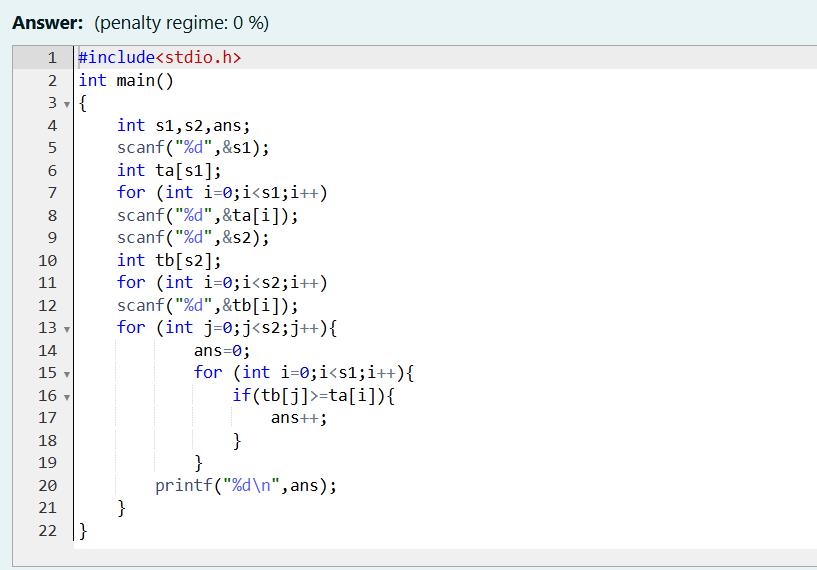 Answer: (penalty regime: 0 %)
1 #include<stdio.h>
2 int main()
3 {
4     int s1,s2,ans;
5     scanf("%d",&s1);
6     int ta[s1];
7     for (int i=0;i<s1;i++)
8     scanf("%d",&ta[i]);
9     scanf("%d",&s2);
10     int tb[s2];
11     for (int i=0;i<s2;i++)
12     scanf("%d",&tb[i]);
13     for (int j=0;j<s2;j++){
14             ans=0;
15             for (int i=0;i<s1;i++){
16                 if(tb[j]>=ta[i]){
17                     ans++;
18                 }
19             }
20         printf("%d\n",ans);
21     }
22 }